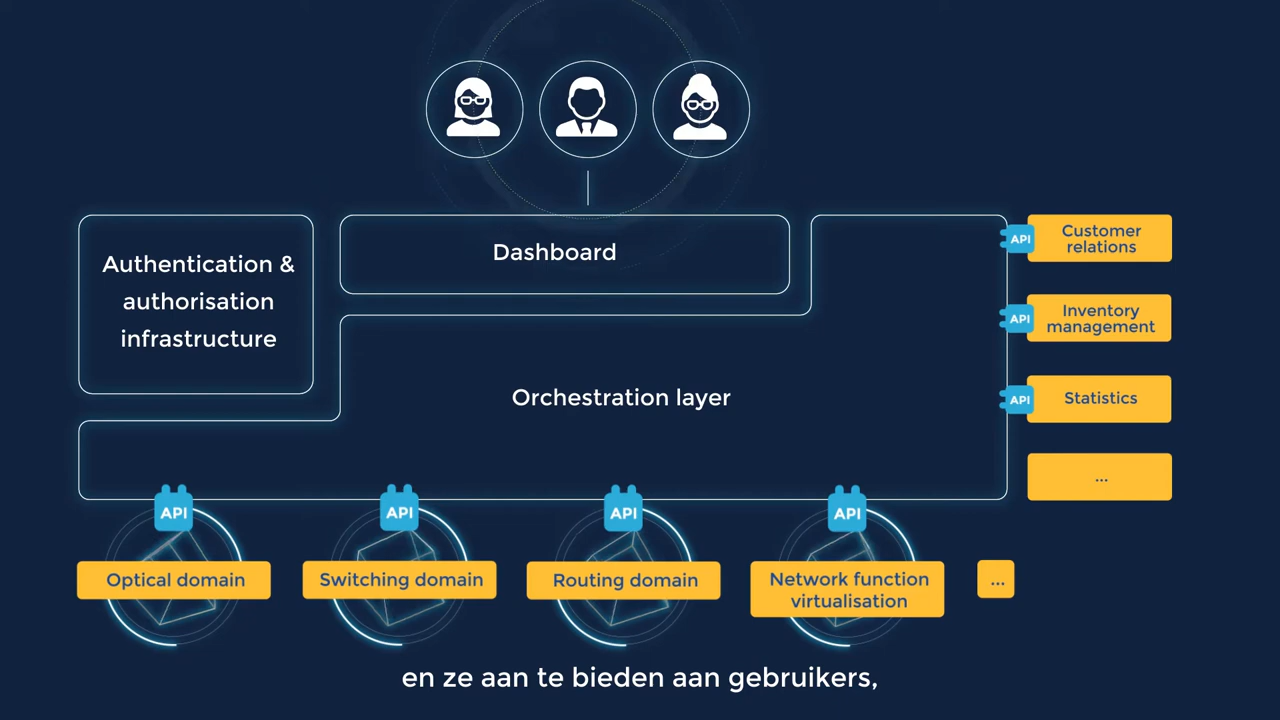 Authentication &
authorisation
infrastructure
Dashboard
Orchestration layer
API
Customer
relations
API
Inventory
management
API
Statistics
...
API
Optical domain
API
Switching domain
API
Routing domain
API
Network function
virtualisation
...
en ze aan te bieden aan gebruikers,